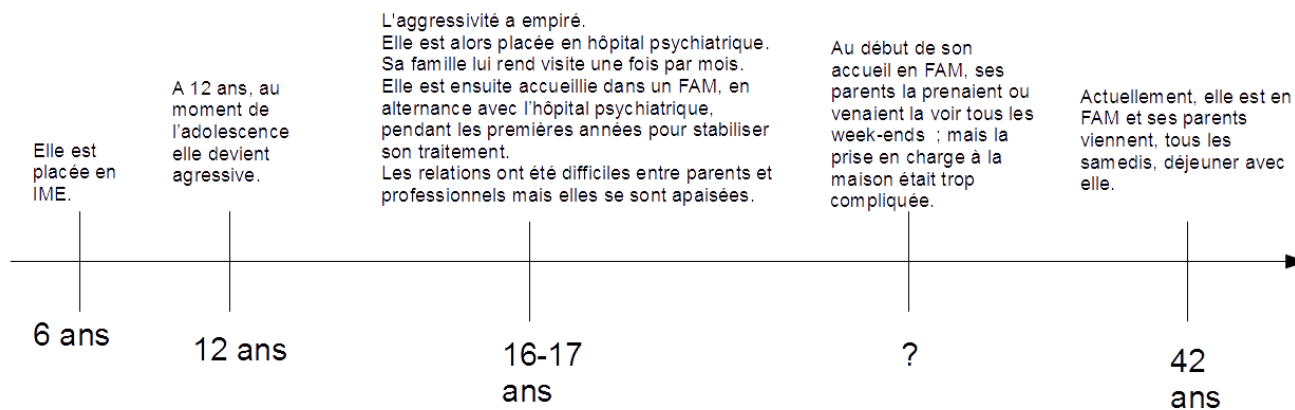 Elle est
placée en
IME.
A 12 ans, au
moment de
l'adolescence
elle devient
agressive.
L'aggressivité a empiré.
Elle est alors placée en hôpital psychiatrique.
Sa famille lui rend visite une fois par mois.
Elle est ensuite accueillie dans un FAM, en
alternance avec l'hôpital psychiatrique,
pendant les premières années pour stabiliser
son traitement.
Les relations ont été difficiles entre parents et
professionnels mais elles se sont apaisées.
Au début de son
accueil en FAM, ses
parents la prenaient ou
venaient la voir tous les
week-ends ; mais la
prise en charge à la
maison était trop
compliquée.
Actuellement, elle est en
FAM et ses parents
viennent, tous les
samedis, déjeuner avec
elle.
6 ans
12 ans
16-17
ans
?
42
ans